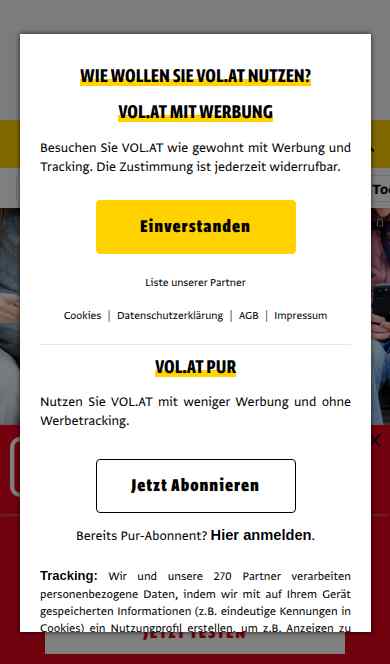 WIE WOLLEN SIE VOL.AT NUTZEN?
VOL.AT MIT WERBUNG
Besuchen Sie VOL.AT wie gewohnt mit Werbung und
Tracking. Die Zustimmung ist jederzeit widerrufbar.
Einverstanden
Liste unserer Partner
Cookies | Datenschutzerklärung | AGB | Impressum
VOL.AT PUR
Nutzen Sie VOL.AT mit weniger Werbung und ohne
Werbetracking.
Jetzt Abonnieren
Bereits Pur-Abonnent? Hier anmelden.
Tracking: Wir und unsere 270 Partner verarbeiten
personenbezogene Daten, indem wir mit auf Ihrem Gerät
gespeicherten Informationen (z.B. eindeutige Kennungen in
Cookies) ein Nutzungprofil erstellen, um z.B. Anzeigen zu
JETZT TESTEN